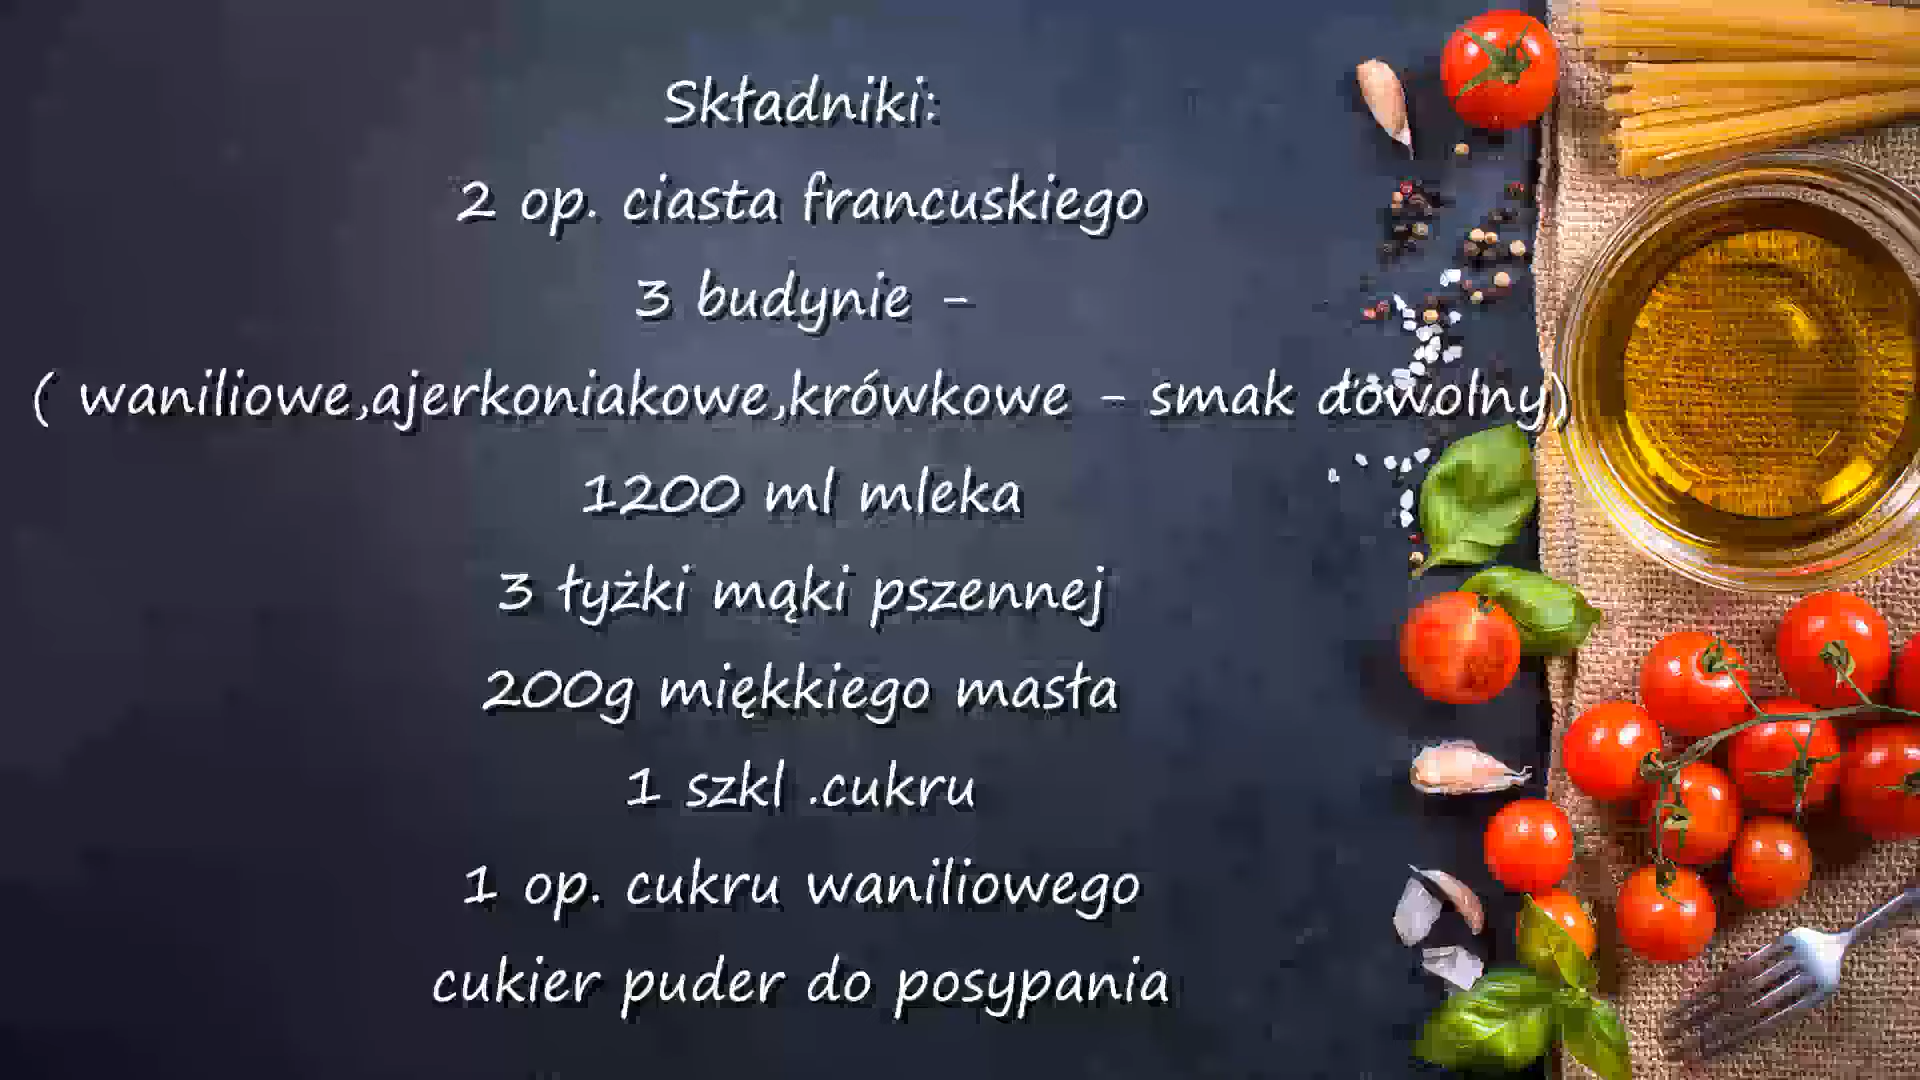 Składniki:
2 op. ciasta francuskiego
3 budynie -
( waniliowe,ajerkoniakowe,krówkowe - smak dowolny)
1200 ml mleka
3 łyżki mąki pszennej
200g miękkiego masła
1 szkl .cukru
1 op. cukru waniliowego
cukier puder do posypania